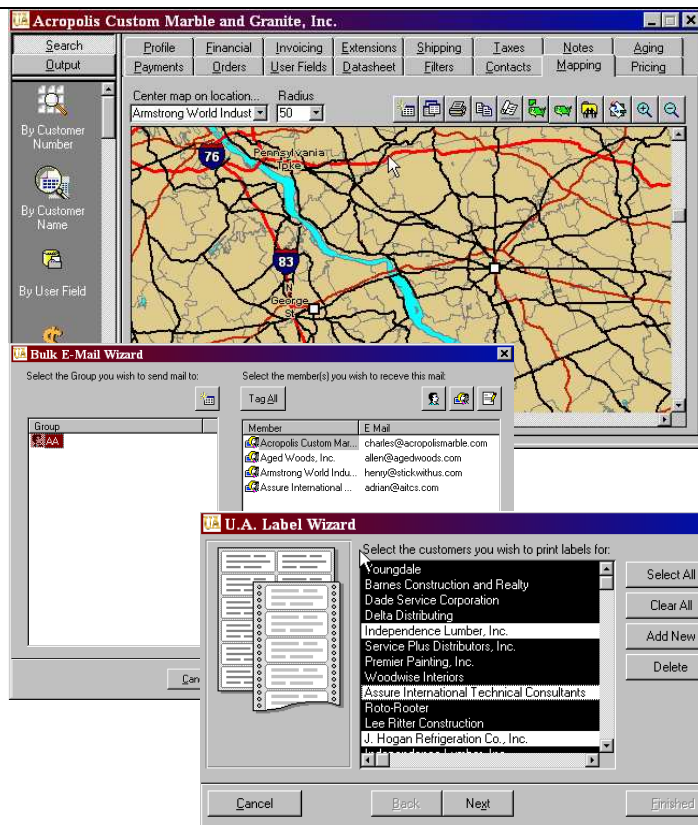 UA Acropolis Custom Marble and Granite, Inc.
Search
Output
Profile Financial Invoicing Extensions Shipping Taxes Notes Aging
Payments Orders User Fields Datasheet Filters Contacts Mapping Pricing
Center map on location... Radius
Armstrong World Indust 50
By Customer
Number
By Customer
Name
By User Field
76
Pennsylvania
Tpke
83
N
George
St
UA Bulk E-Mail Wizard
Select the Group you wish to send mail to:
Select the member(s) you wish to receve this mail:
Tag All
Group
AA
Member E Mail
Acropolis Custom Mar... charles@acropolismarble.com
Aged Woods, Inc. allen@agedwoods.com
Armstrong World Indu... henry@stickwithus.com
Assure International ... adrian@aitcs.com
UA U.A. Label Wizard
Select the customers you wish to print labels for:
Youngdale
Barnes Construction and Realty
Dade Service Corporation
Delta Distributing
Independence Lumber, Inc.
Service Plus Distributors, Inc.
Premier Painting, Inc.
Woodwise Interiors
Assure International Technical Consultants
Roto-Rooter
Lee Ritter Construction
J. Hogan Refrigeration Co., Inc.
Independence Lumber, Inc.
Select All
Clear All
Add New
Delete
Cancel Back Next Finished